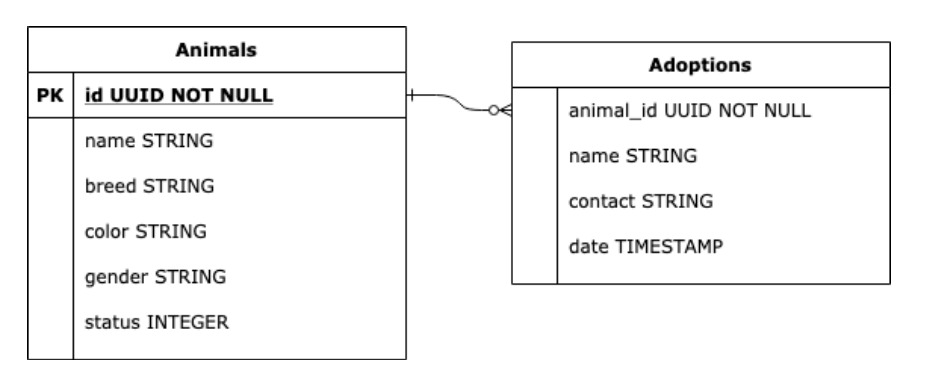 Animals
PK id UUID NOT NULL
name STRING
breed STRING
color STRING
gender STRING
status INTEGER
Adoptions
animal_id UUID NOT NULL
name STRING
contact STRING
date TIMESTAMP